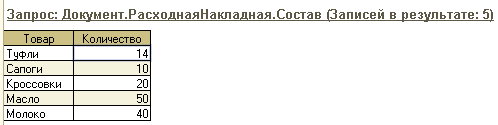 Запрос: Документ.РасходнаяНакладная.Состав (Записей в результате: 5)
Товар Количество
Туфли 14
Сапоги 10
Кроссовки 20
Масло 50
Молоко 40